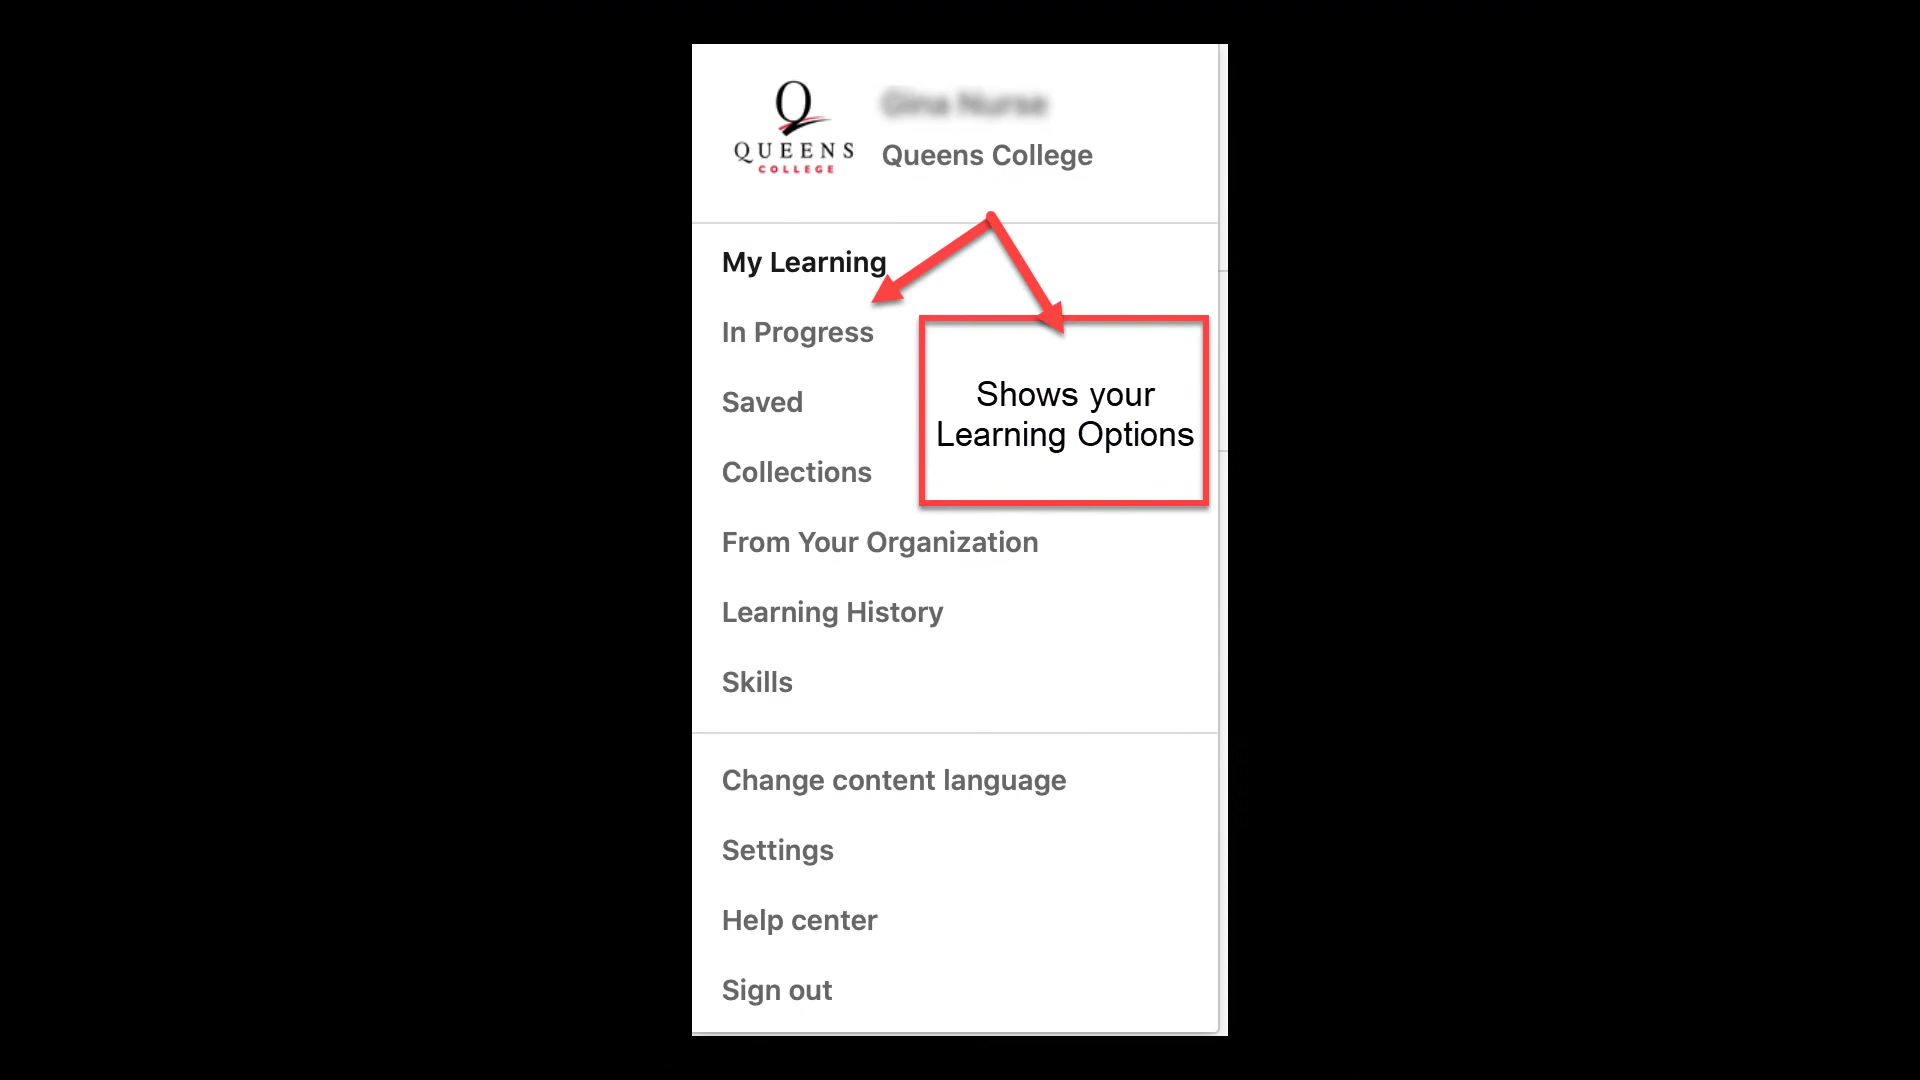 QUEENS
COLLEGE
Queens College
My Learning
In Progress
Saved
Collections
Shows your
Learning Options
From Your Organization
Learning History
Skills
Change content language
Settings
Help center
Sign out